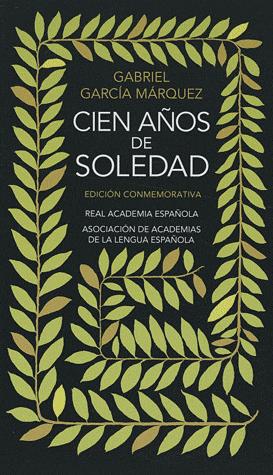 GABRIEL
GARCÍA MÁRQUEZ
CIEN AÑOS
DE
SOLEDAD
EDICIÓN CONMEMORATIVA
REAL ACADEMIA ESPAÑOLA
ASOCIACIÓN DE ACADEMIAS
DE LA LENGUA ESPAÑOLA